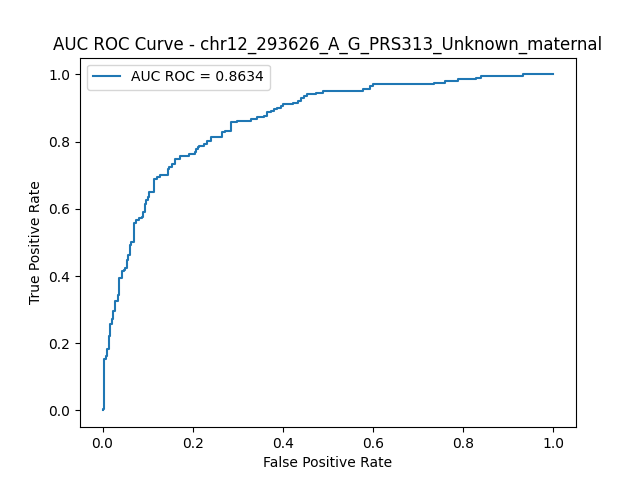 AUC ROC Curve - chr12_293626_A_G_PRS313_Unknown_maternal
AUC ROC = 0.8634
True Positive Rate
1.0
0.8
0.6
0.4
0.2
0.0
0.0 0.2 0.4 0.6 0.8 1.0
False Positive Rate